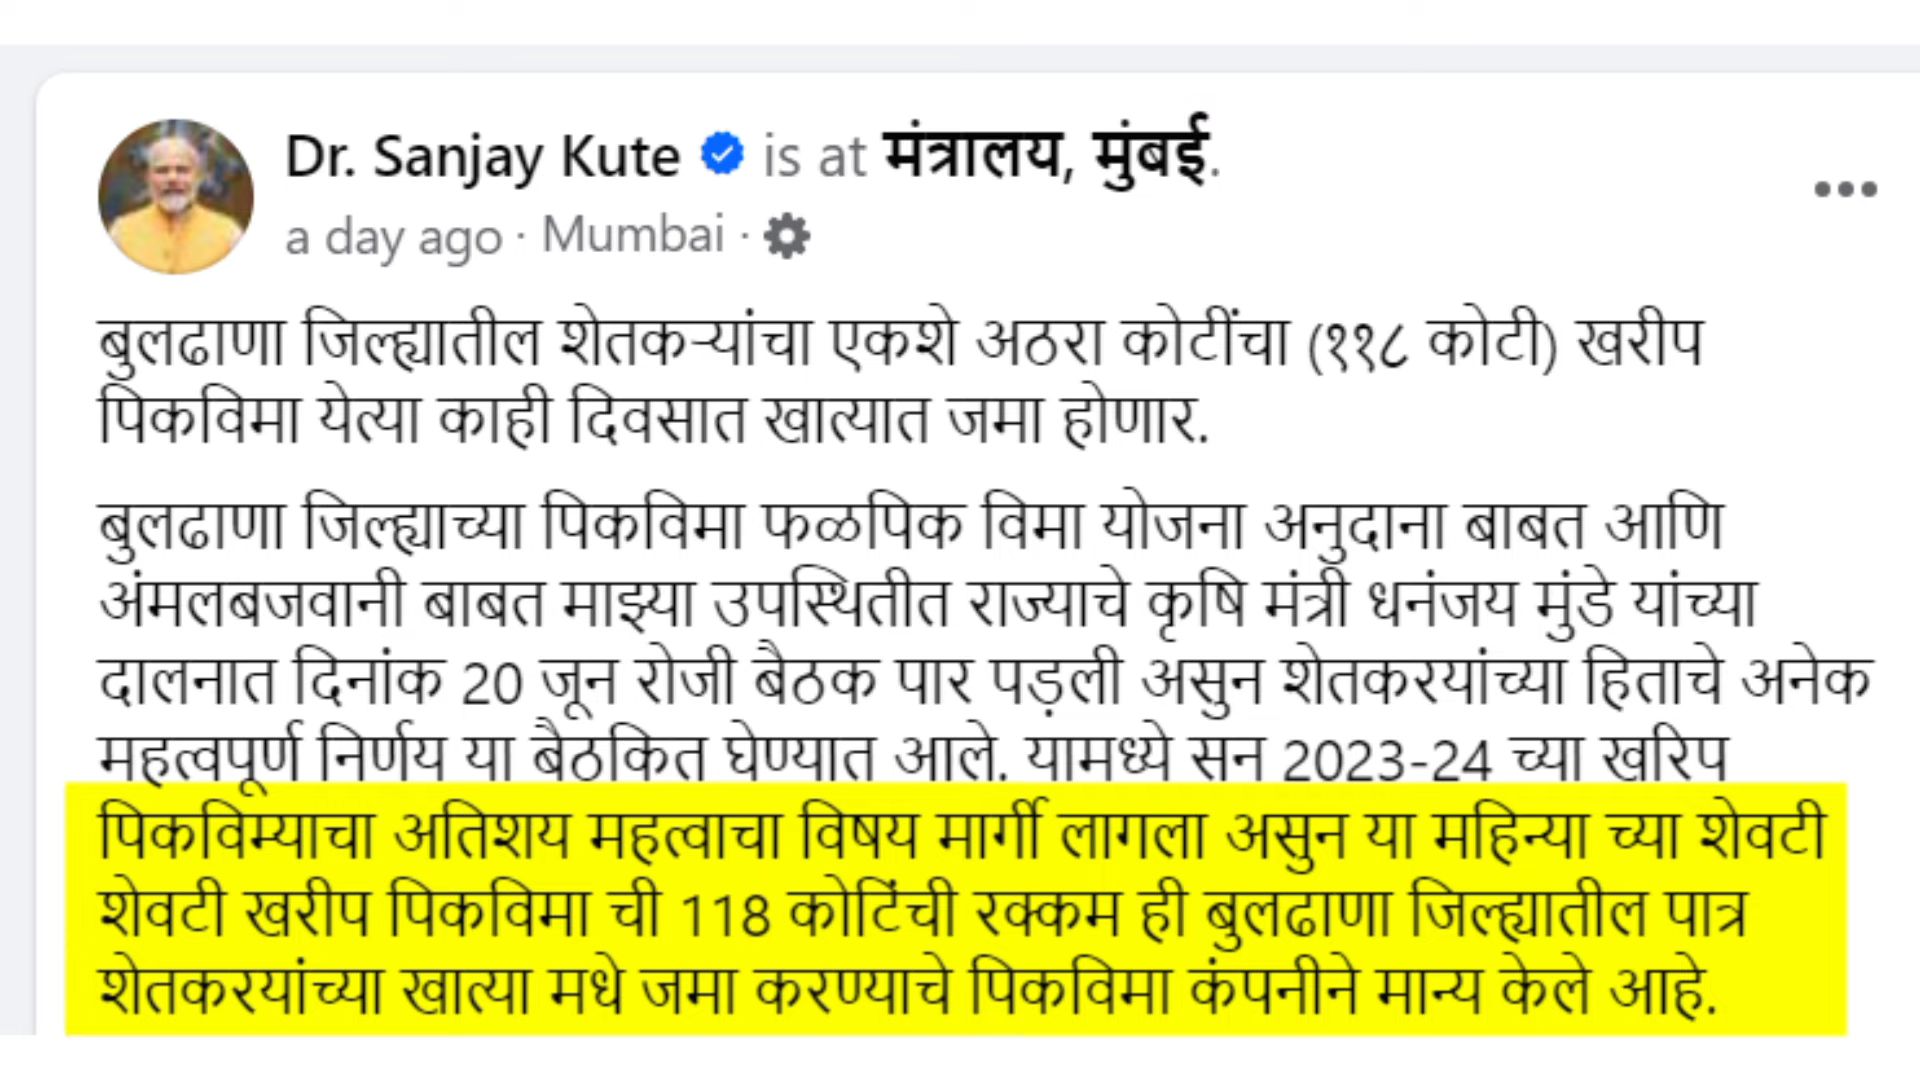 Dr. Sanjay Kute is at मंत्रालय, मुंबई.
a day ago · Mumbai ·
बुलढाणा जिल्ह्यातील शेतकऱ्यांचा एकशे अठरा कोटींचा (११८ कोटी) खरीप
पिकविमा येत्या काही दिवसात खात्यात जमा होणार.
बुलढाणा जिल्ह्याच्या पिकविमा फळपिक विमा योजना अनुदाना बाबत आणि
अंमलबजवानी बाबत माझ्या उपस्थितीत राज्याचे कृषि मंत्री धनंजय मुंडे यांच्या
दालनात दिनांक 20 जून रोजी बैठक पार पड़ली असुन शेतकरयांच्या हिताचे अनेक
महत्वपूर्ण निर्णय या बैठकित घेण्यात आले. यामध्ये सन 2023-24 च्या खरिप
पिकविम्याचा अतिशय महत्वाचा विषय मार्गी लागला असुन या महिन्या च्या शेवटी
शेवटी खरीप पिकविमा ची 118 कोटिंची रक्कम ही बुलढाणा जिल्ह्यातील पात्र
शेतकरयांच्या खात्या मधे जमा करण्याचे पिकविमा कंपनीने मान्य केले आहे.